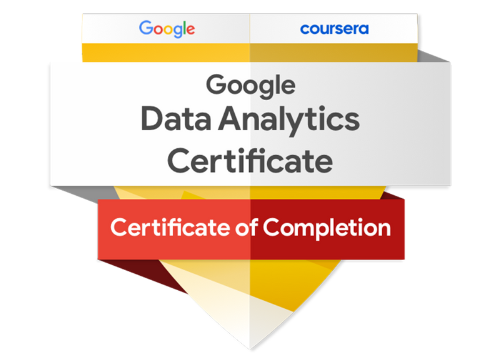 Google coursera
Google
Data Analytics
Certificate
Certificate of Completion